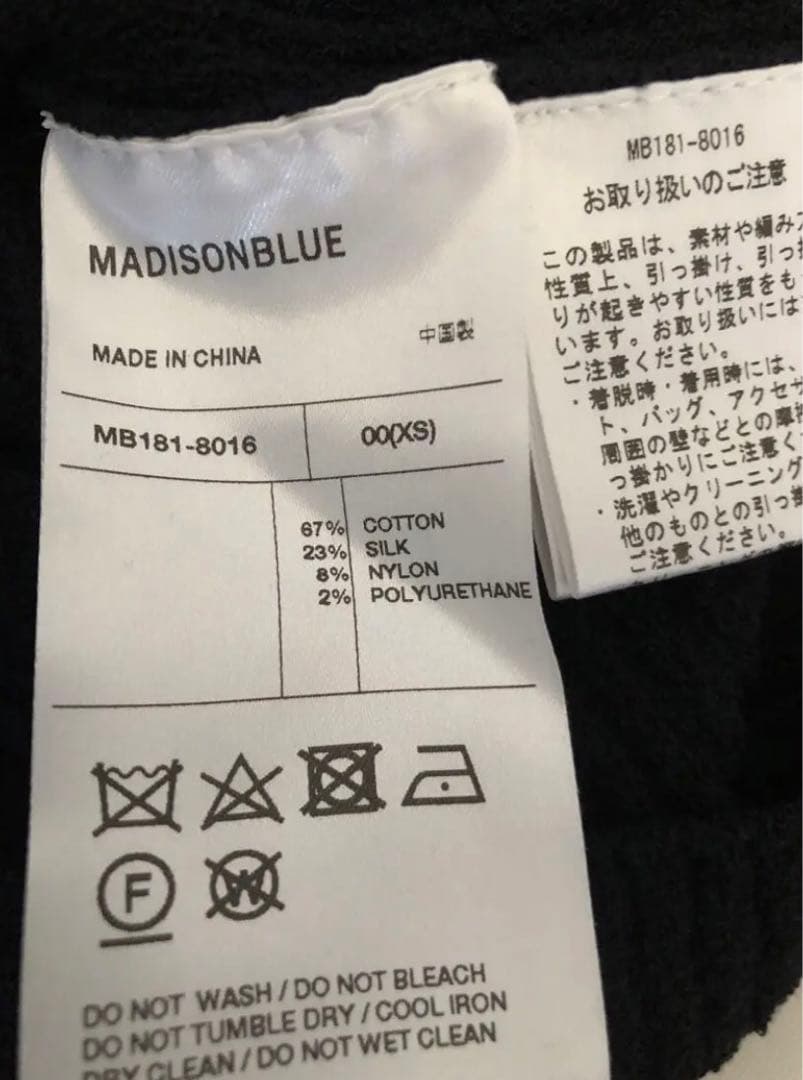 MADISONBLUE
MADE IN CHINA
中国製
MB181-8016
00(XS)
67% COTTON
23% SILK
8% NYLON
2% POLYURETHANE
F
W
DO NOT WASH / DO NOT BLEACH
DO NOT TUMBLE DRY / COOL IRON
DRY CLEAN / DO NOT WET CLEAN
MB181-8016
お取り扱いのご注意
この製品は、素材や編み
性質上、引っ掛け、引っ
りが起きやすい性質をも
います。お取り扱いには
ご注意ください。
・着脱時・着用時には、
ト、バッグ、アクセサ
周囲の壁などとの摩擦
っ掛かりにご注意く
・洗濯やクリーニング
他のものとの引っ掛
ご注意ください。